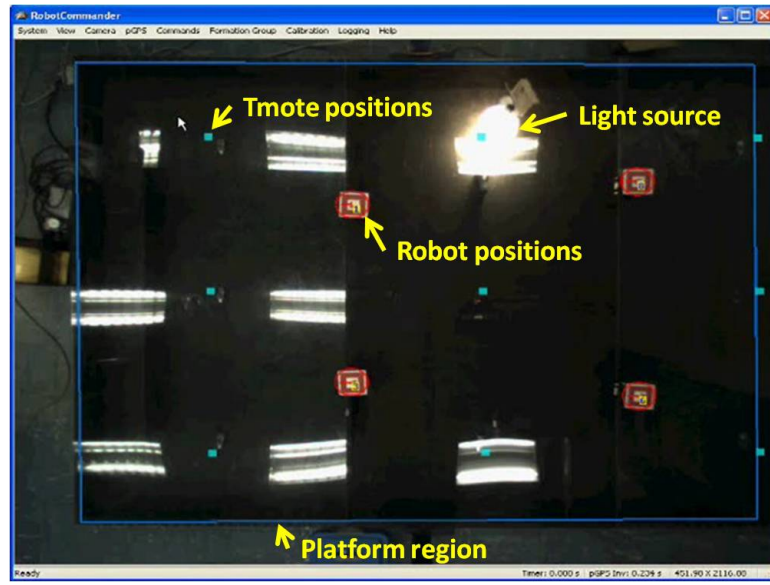 RobotCommander
System View Camera pGPS Commands Formation Group Calibration Logging Help
Tmote positions
Light source
Robot positions
Platform region
Ready
Timer: 0.000 s pGPS Inv: 0.234 s 451.90 X 2116.00